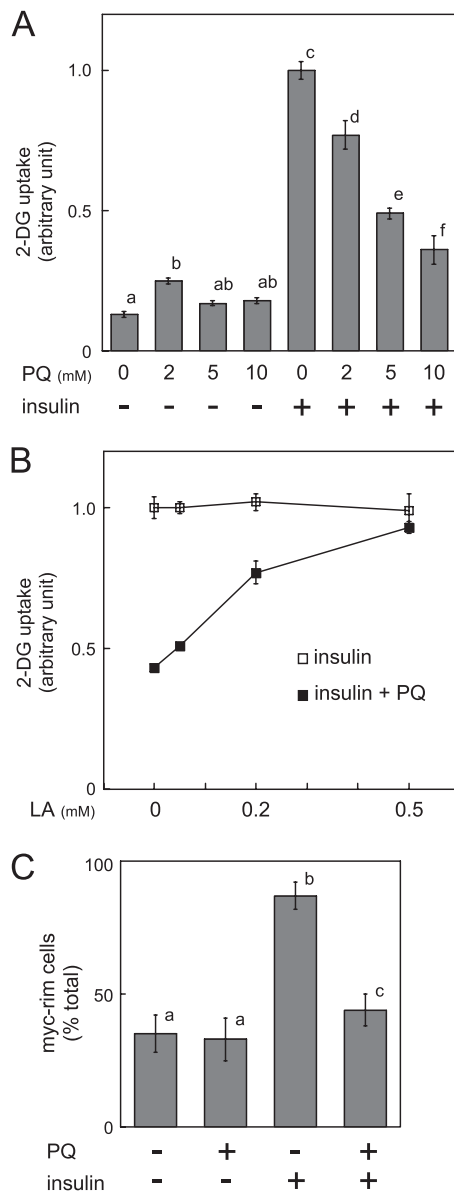 A
2-DG uptake
(arbitrary unit)
1.0
0.5
0
a
b
ab
ab
c
d
e
f
PQ (mM) 0 2 5 10 0 2 5 10
insulin - - - - + + + +
B
2-DG uptake
(arbitrary unit)
1.0
0.5
0
insulin
insulin + PQ
LA (mM) 0 0.2 0.5
C
myc-rim cells
(% total)
100
50
0
a
a
b
c
PQ - + - +
insulin - - + +